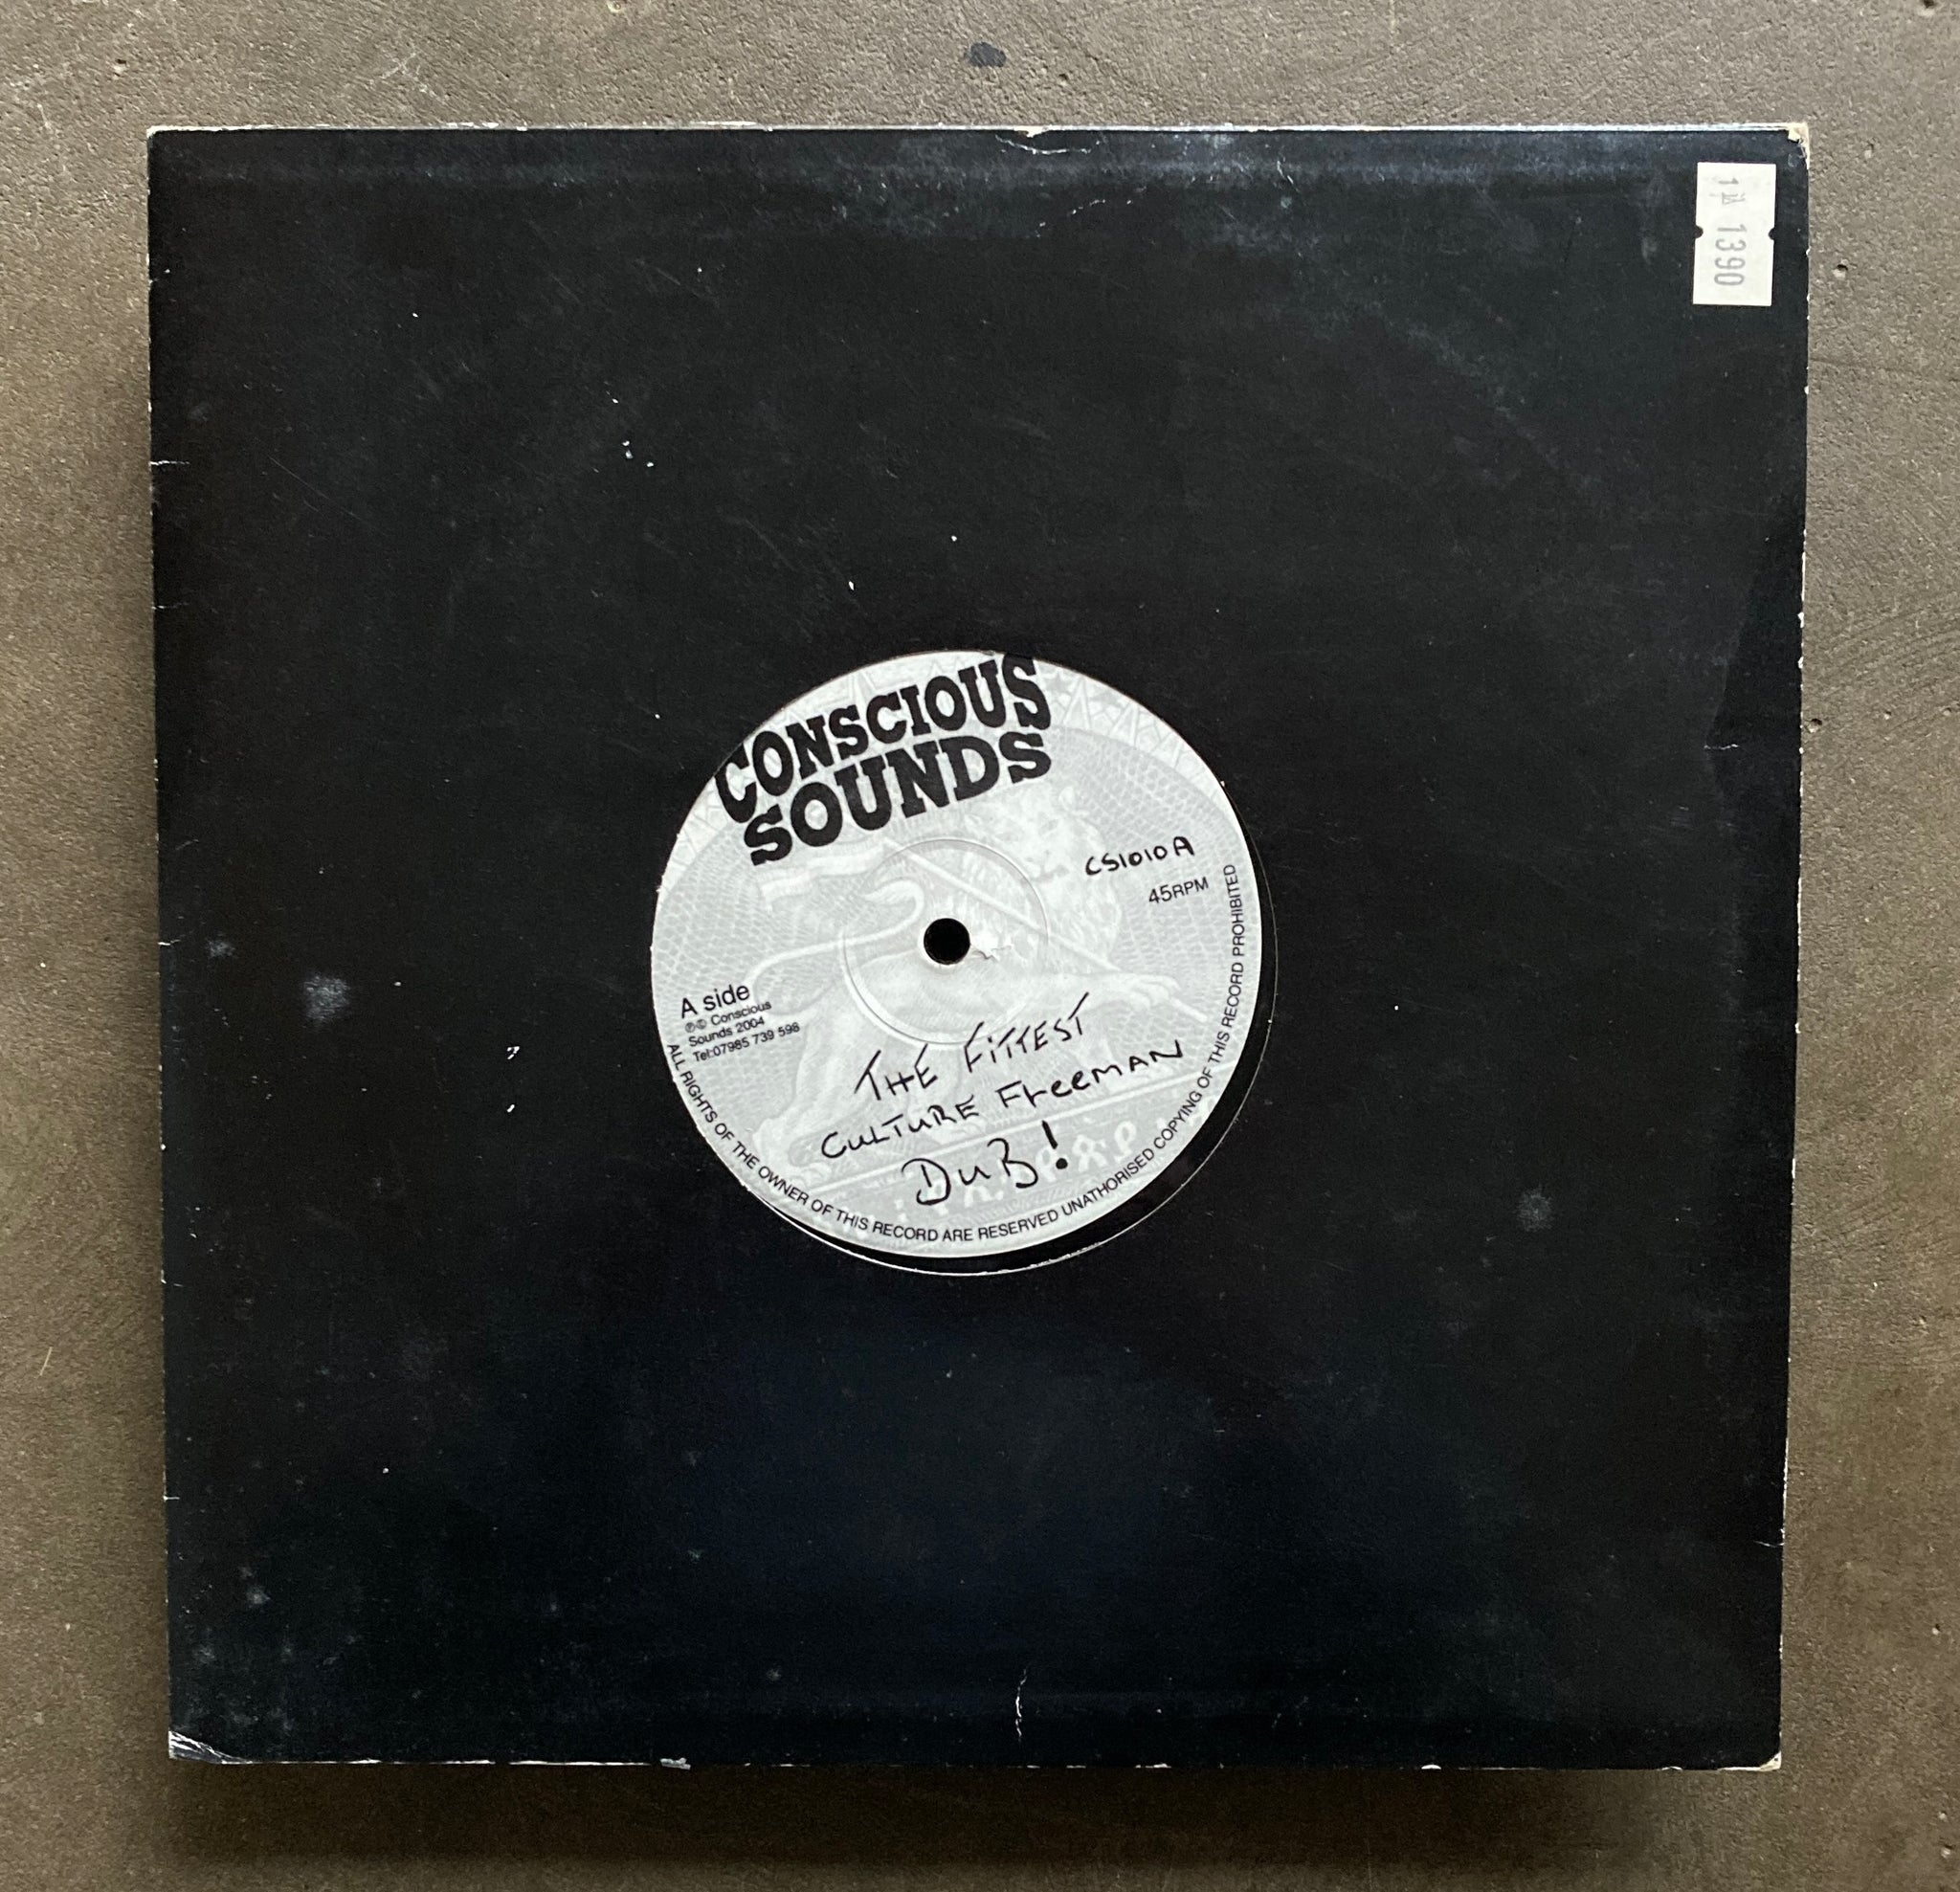 1390
CONSCIOUS
SOUNDS
CS1010A
45RPM
A side
℗© Conscious
Sounds 2004
Tel:07985 739 598
THE FITTEST
CULTURE FREEMAN
DUB!
ALL RIGHTS OF THE OWNER OF THIS RECORD ARE RESERVED UNATHORISED COPYING OF THIS RECORD PROHIBITED